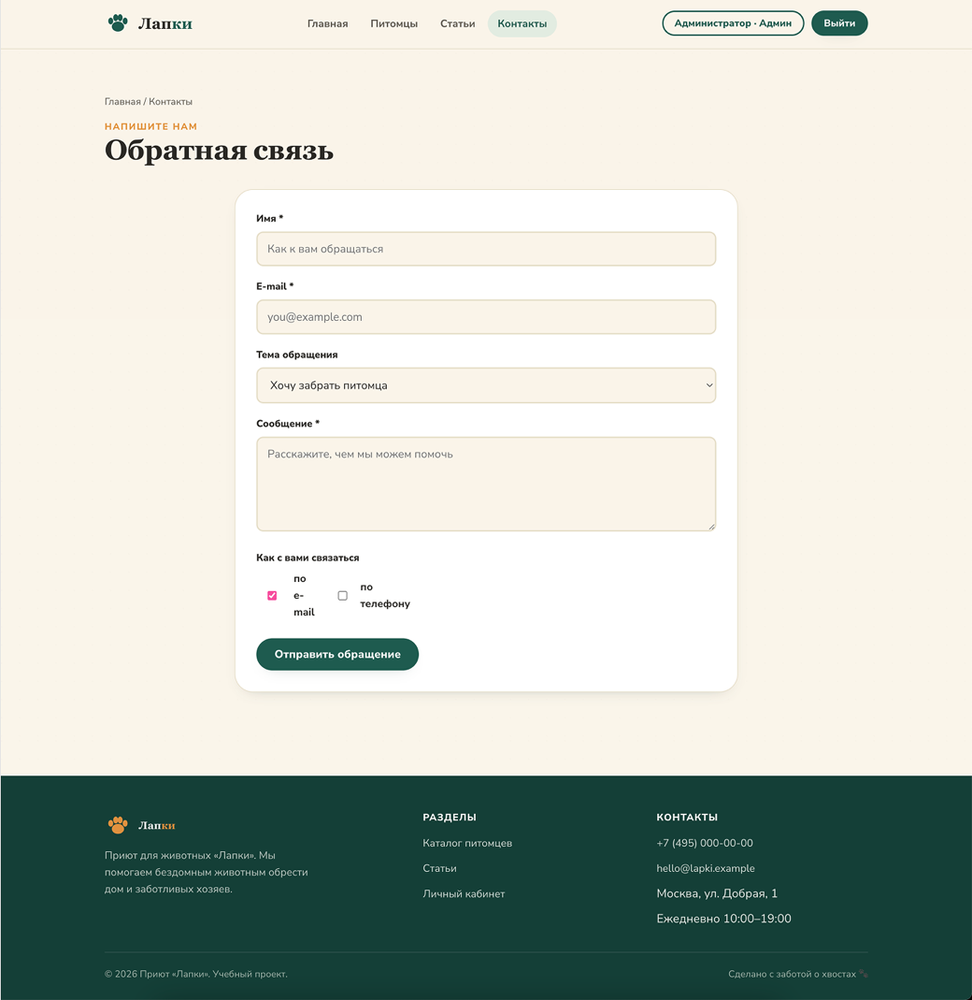 Лапки
Главная
Питомцы
Статьи
Контакты
Администратор · Админ
Выйти
Главная / Контакты
НАПИШИТЕ НАМ
Обратная связь
Имя *
Как к вам обращаться
E-mail *
you@example.com
Тема обращения
Хочу забрать питомца
Сообщение *
Расскажите, чем мы можем помочь
Как с вами связаться
по
e-
mail
по
телефону
Отправить обращение
Лапки
Приют для животных «Лапки». Мы
помогаем бездомным животным обрести
дом и заботливых хозяев.
РАЗДЕЛЫ
Каталог питомцев
Статьи
Личный кабинет
КОНТАКТЫ
+7 (495) 000-00-00
hello@lapki.example
Москва, ул. Добрая, 1
Ежедневно 10:00–19:00
© 2026 Приют «Лапки». Учебный проект.
Сделано с заботой о хвостах 🐾